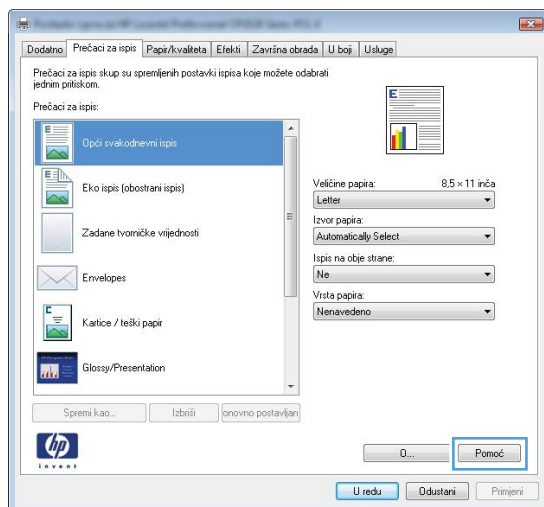 Dodatno Prečaci za ispis Papir/kvaliteta Efekti Završna obrada U boji Usluge
Prečaci za ispis skup su spremljenih postavki ispisa koje možete odabrati
jednim pritiskom.
Prečaci za ispis:
Opći svakodnevni ispis
Eko ispis (obostrani ispis)
Zadane tvorničke vrijednosti
Envelopes
Kartice / teški papir
Glossy/Presentation
Veličine papira: 8,5 × 11 inča
Letter
Izvor papira:
Automatically Select
Ispis na obje strane:
Ne
Vrsta papira:
Nenavedeno
Spremi kao... Izbriši onovno postavljan
hp
invent
O... Pomoć
U redu Odustani Primjeni